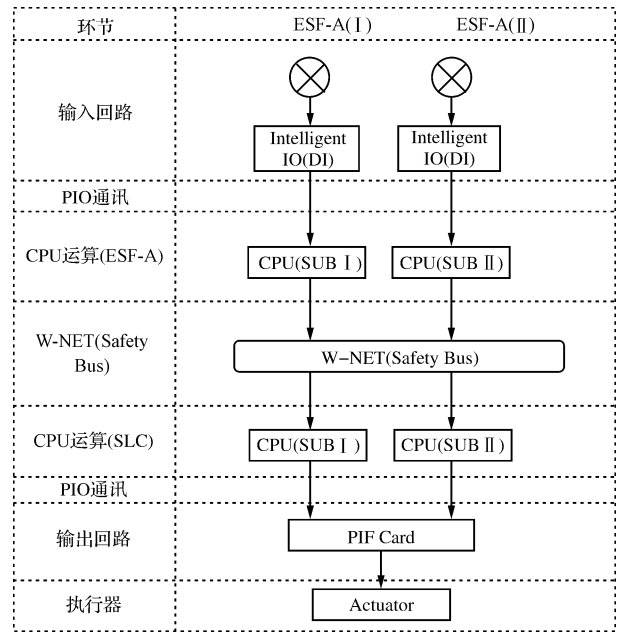 环节 ESF-A(Ⅰ) ESF-A(Ⅱ)
输入回路
Intelligent
IO(DI)
Intelligent
IO(DI)
PIO通讯
CPU运算(ESF-A)
CPU(SUB Ⅰ) CPU(SUB Ⅱ)
W-NET(Safety
Bus)
W−NET(Safety Bus)
CPU运算(SLC)
CPU(SUB Ⅰ) CPU(SUB Ⅱ)
PIO通讯
输出回路
PIF Card
执行器
Actuator